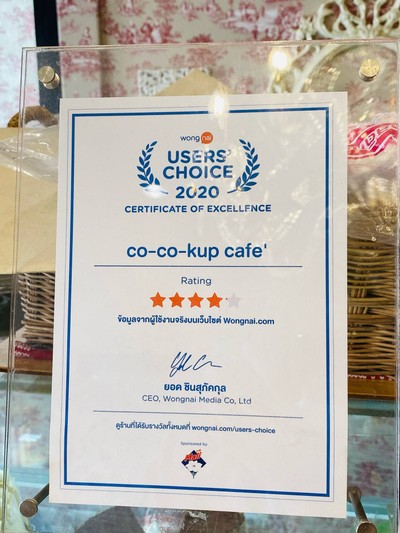 wongnai
USERS'
CHOICE
2020
CERTIFICATE OF EXCELLENCE
co-co-kup cafe'
Rating
ข้อมูลจากผู้ใช้งานจริงบนเว็บไซต์ Wongnai.com
ยอด ชินสุภัคกุล
CEO, Wongnai Media Co, Ltd
ดูร้านที่ได้รับรางวัลทั้งหมดที่ wongnai.com/users-choice
Sponsored by